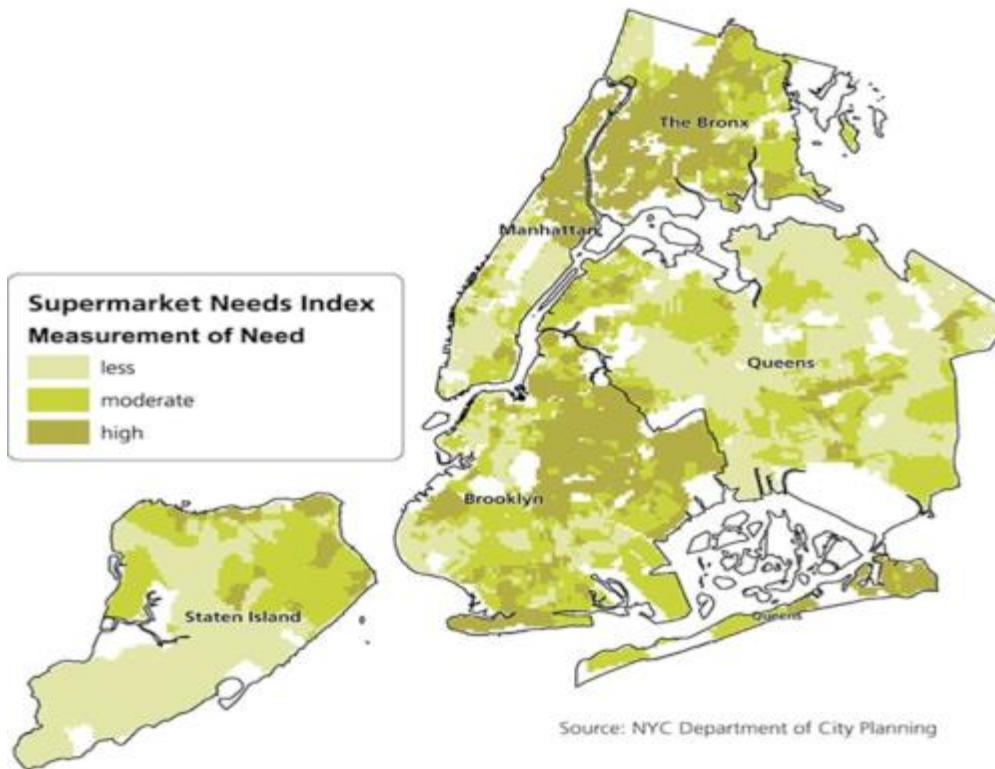 The Bronx
Manhattan
Supermarket Needs Index
Measurement of Need
less
moderate
high
Queens
Brooklyn
Staten Island
Queens
Source: NYC Department of City Planning